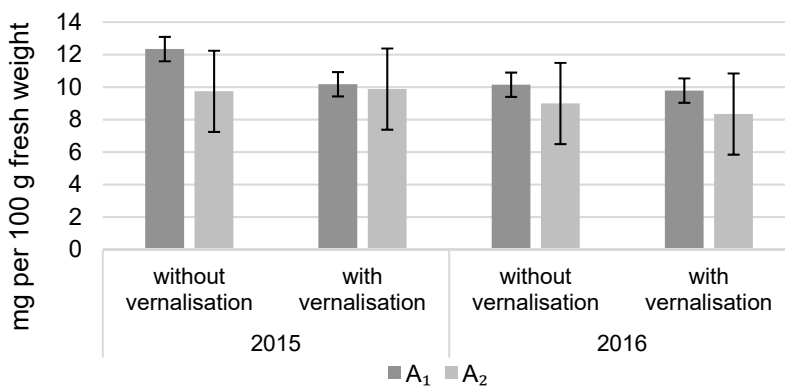 mg per 100 g fresh weight
14
12
10
8
6
4
2
0
without vernalisation
with vernalisation
without vernalisation
with vernalisation
2015
2016
A₁
A₂